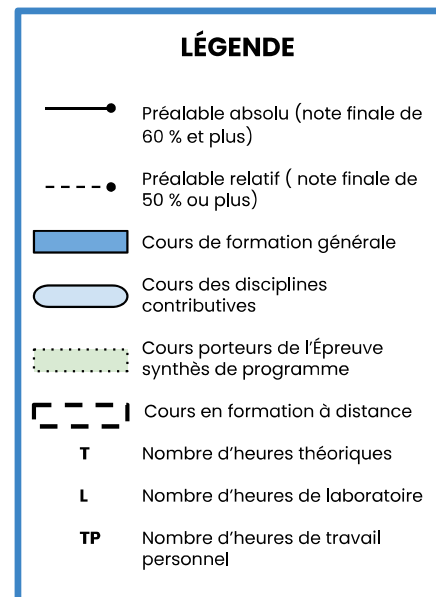 LÉGENDE
Préalable absolu (note finale de
60 % et plus)
Préalable relatif ( note finale de
50 % ou plus)
Cours de formation générale
Cours des disciplines
contributives
Cours porteurs de l'Épreuve
synthès de programme
Cours en formation à distance
T Nombre d'heures théoriques
L Nombre d'heures de laboratoire
TP Nombre d'heures de travail
personnel